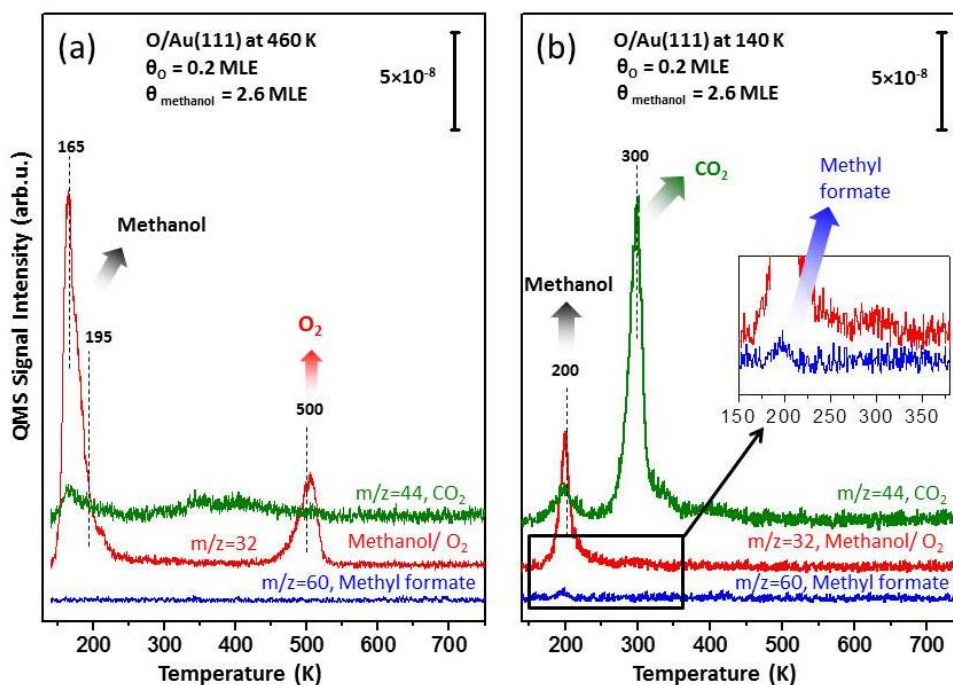 (a)
O/Au(111) at 460 K
θO = 0.2 MLE
θ methanol = 2.6 MLE
5×10-8
165
Methanol
195
O2
500
m/z=44, CO2
m/z=32
Methanol/ O2
m/z=60, Methyl formate
QMS Signal Intensity (arb.u.)
200 300 400 500 600 700
Temperature (K)
(b)
O/Au(111) at 140 K
θO = 0.2 MLE
θ methanol = 2.6 MLE
5×10-8
300
CO2
Methyl
formate
Methanol
200
150 200 250 300 350
m/z=44, CO2
m/z=32, Methanol/ O2
m/z=60, Methyl formate
200 300 400 500 600 700
Temperature (K)